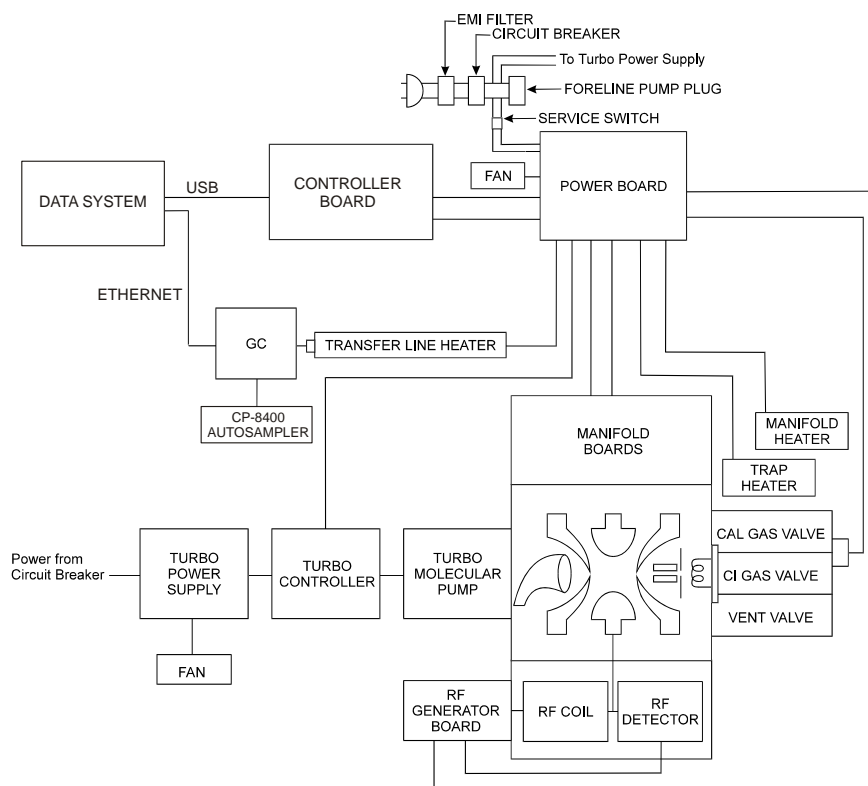 EMI FILTER
CIRCUIT BREAKER
To Turbo Power Supply
FORELINE PUMP PLUG
SERVICE SWITCH
DATA SYSTEM
USB
CONTROLLER
BOARD
FAN
POWER BOARD
ETHERNET
GC
TRANSFER LINE HEATER
CP-8400
AUTOSAMPLER
MANIFOLD
BOARDS
MANIFOLD
HEATER
TRAP
HEATER
Power from
Circuit Breaker
TURBO
POWER
SUPPLY
TURBO
CONTROLLER
TURBO
MOLECULAR
PUMP
CAL GAS VALVE
CI GAS VALVE
VENT VALVE
FAN
RF
GENERATOR
BOARD
RF COIL
RF
DETECTOR